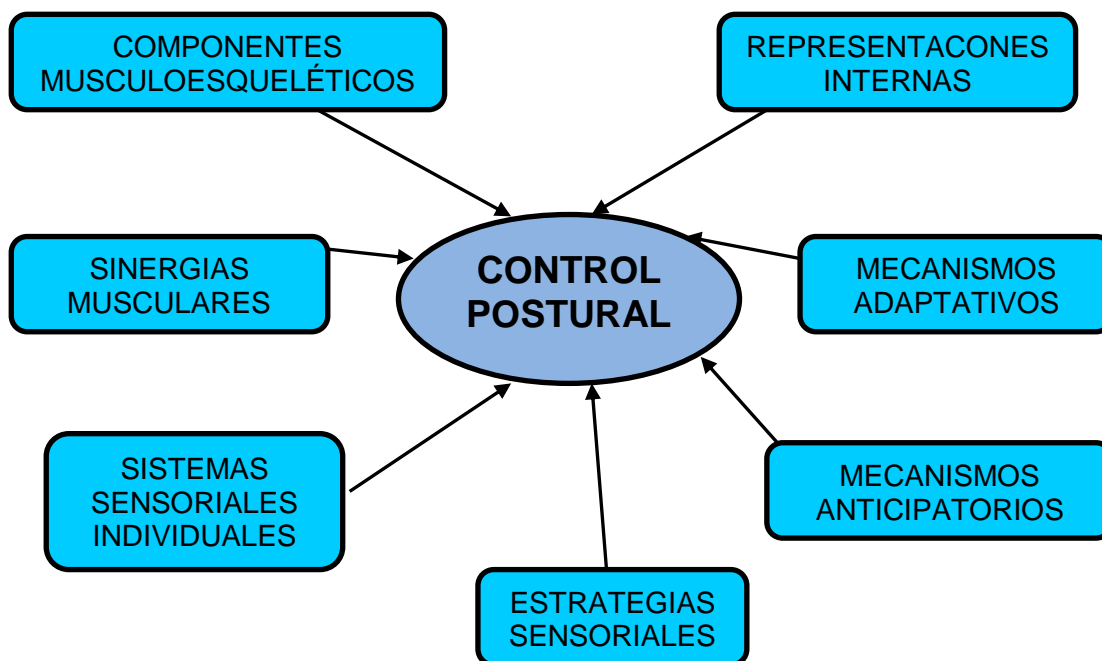 COMPONENTES
MUSCULOESQUELÉTICOS
REPRESENTACONES
INTERNAS
SINERGIAS
MUSCULARES
CONTROL
POSTURAL
MECANISMOS
ADAPTATIVOS
SISTEMAS
SENSORIALES
INDIVIDUALES
MECANISMOS
ANTICIPATORIOS
ESTRATEGIAS
SENSORIALES